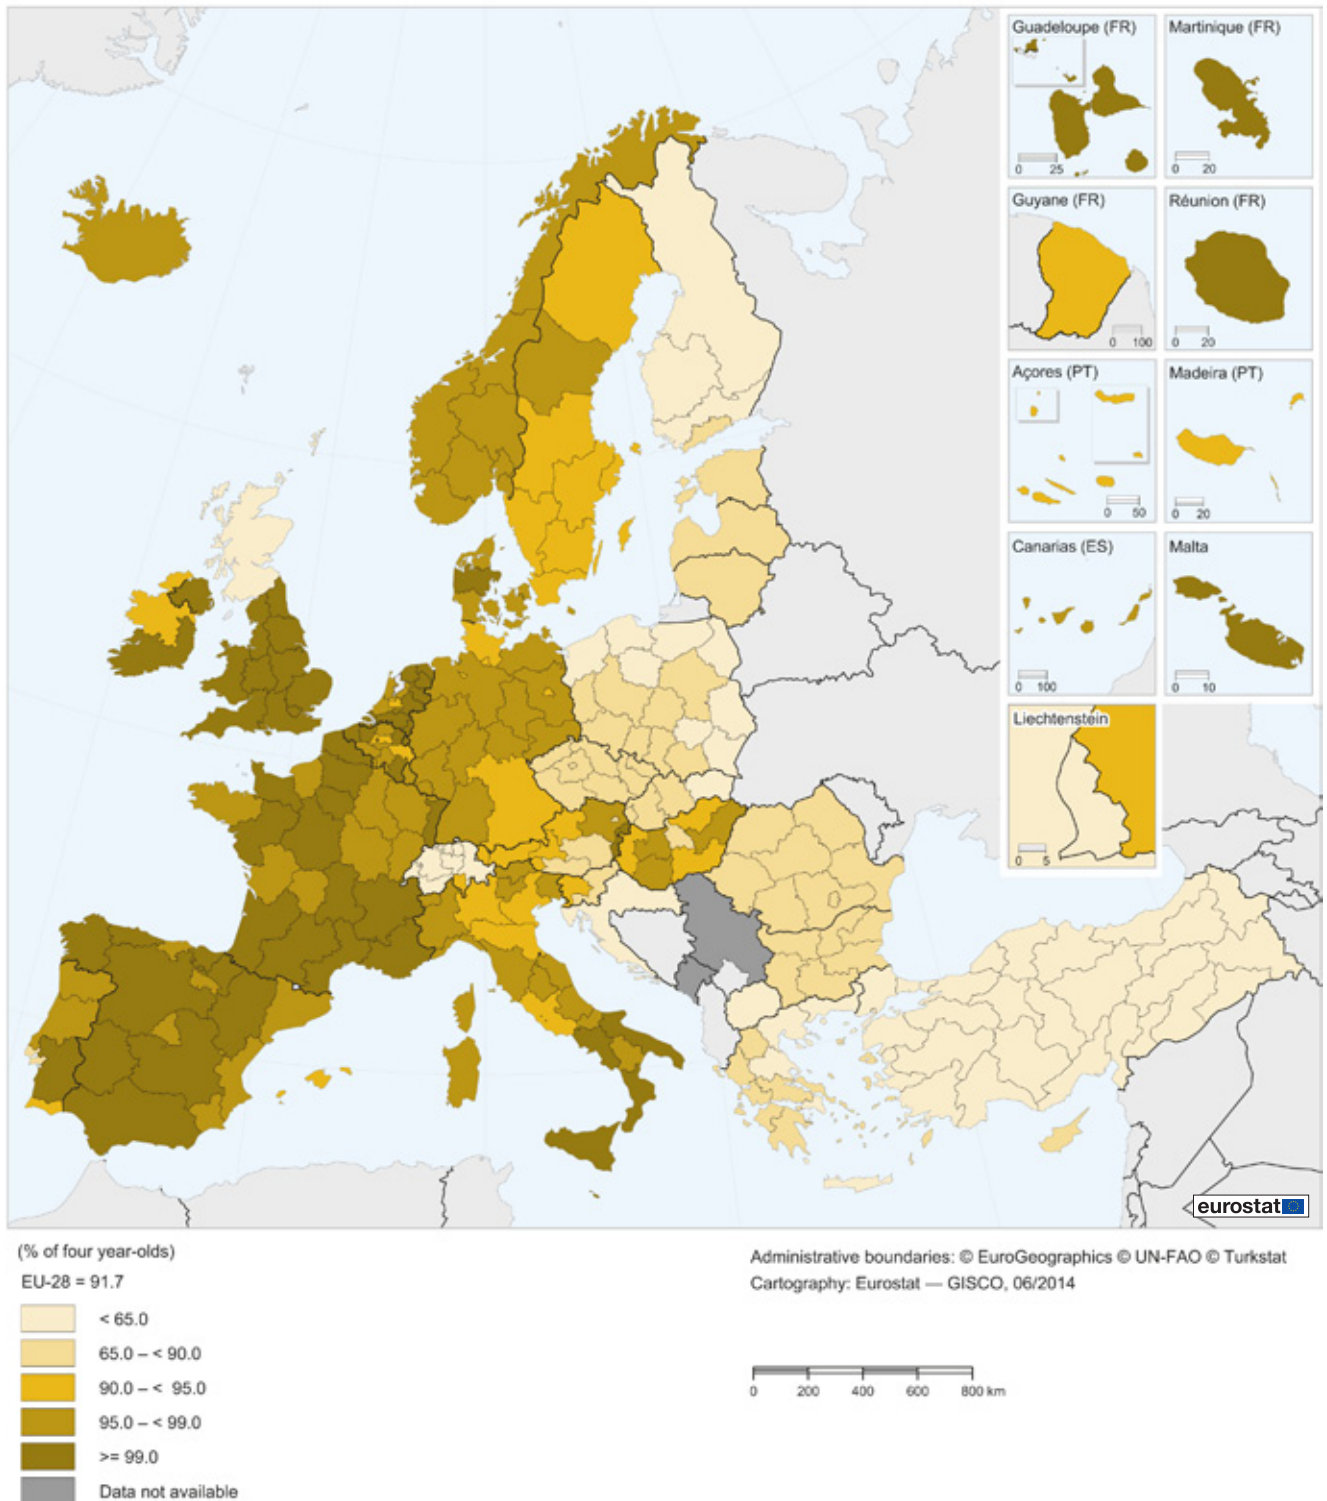 Guadeloupe (FR)
0 25
Martinique (FR)
0 20
Guyane (FR)
0 100
Réunion (FR)
0 20
Açores (PT)
0 50
Madeira (PT)
0 20
Canarias (ES)
0 100
Malta
0 10
Liechtenstein
0 5
eurostat
(% of four year-olds)
EU-28 = 91.7
< 65.0
65.0 – < 90.0
90.0 – < 95.0
95.0 – < 99.0
>= 99.0
Data not available
Administrative boundaries: © EuroGeographics © UN-FAO © Turkstat
Cartography: Eurostat — GISCO, 06/2014
0 200 400 600 800 km